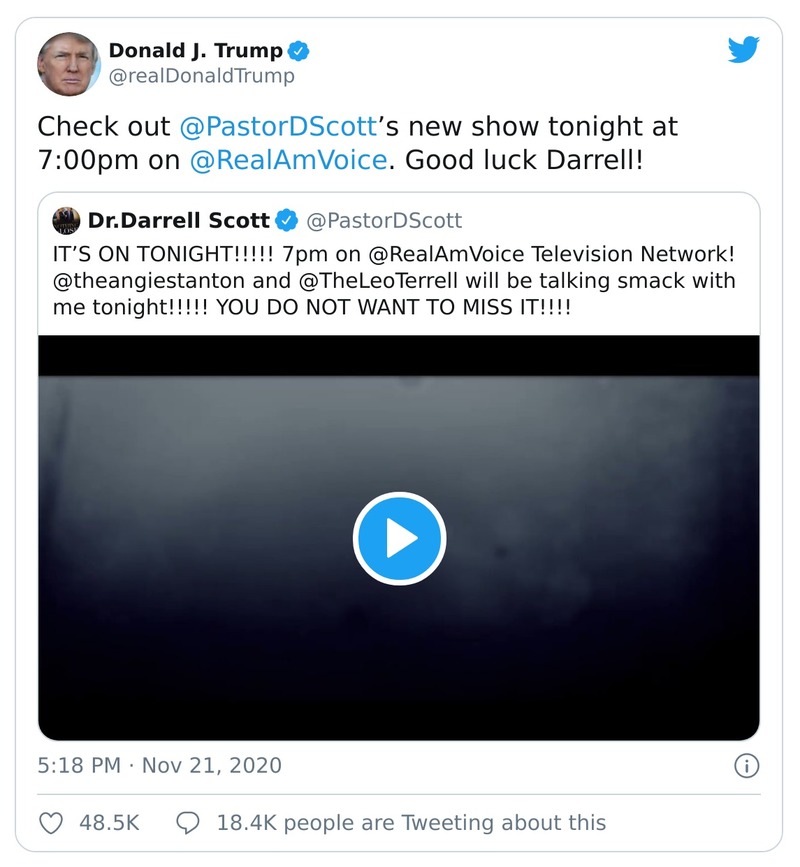 Donald J. Trump
@realDonaldTrump
Check out @PastorDScott’s new show tonight at
7:00pm on @RealAmVoice. Good luck Darrell!
Dr.Darrell Scott @PastorDScott
IT’S ON TONIGHT!!!!! 7pm on @RealAmVoice Television Network!
@theangiestanton and @TheLeoTerrell will be talking smack with
me tonight!!!!! YOU DO NOT WANT TO MISS IT!!!!
5:18 PM · Nov 21, 2020
48.5K 18.4K people are Tweeting about this